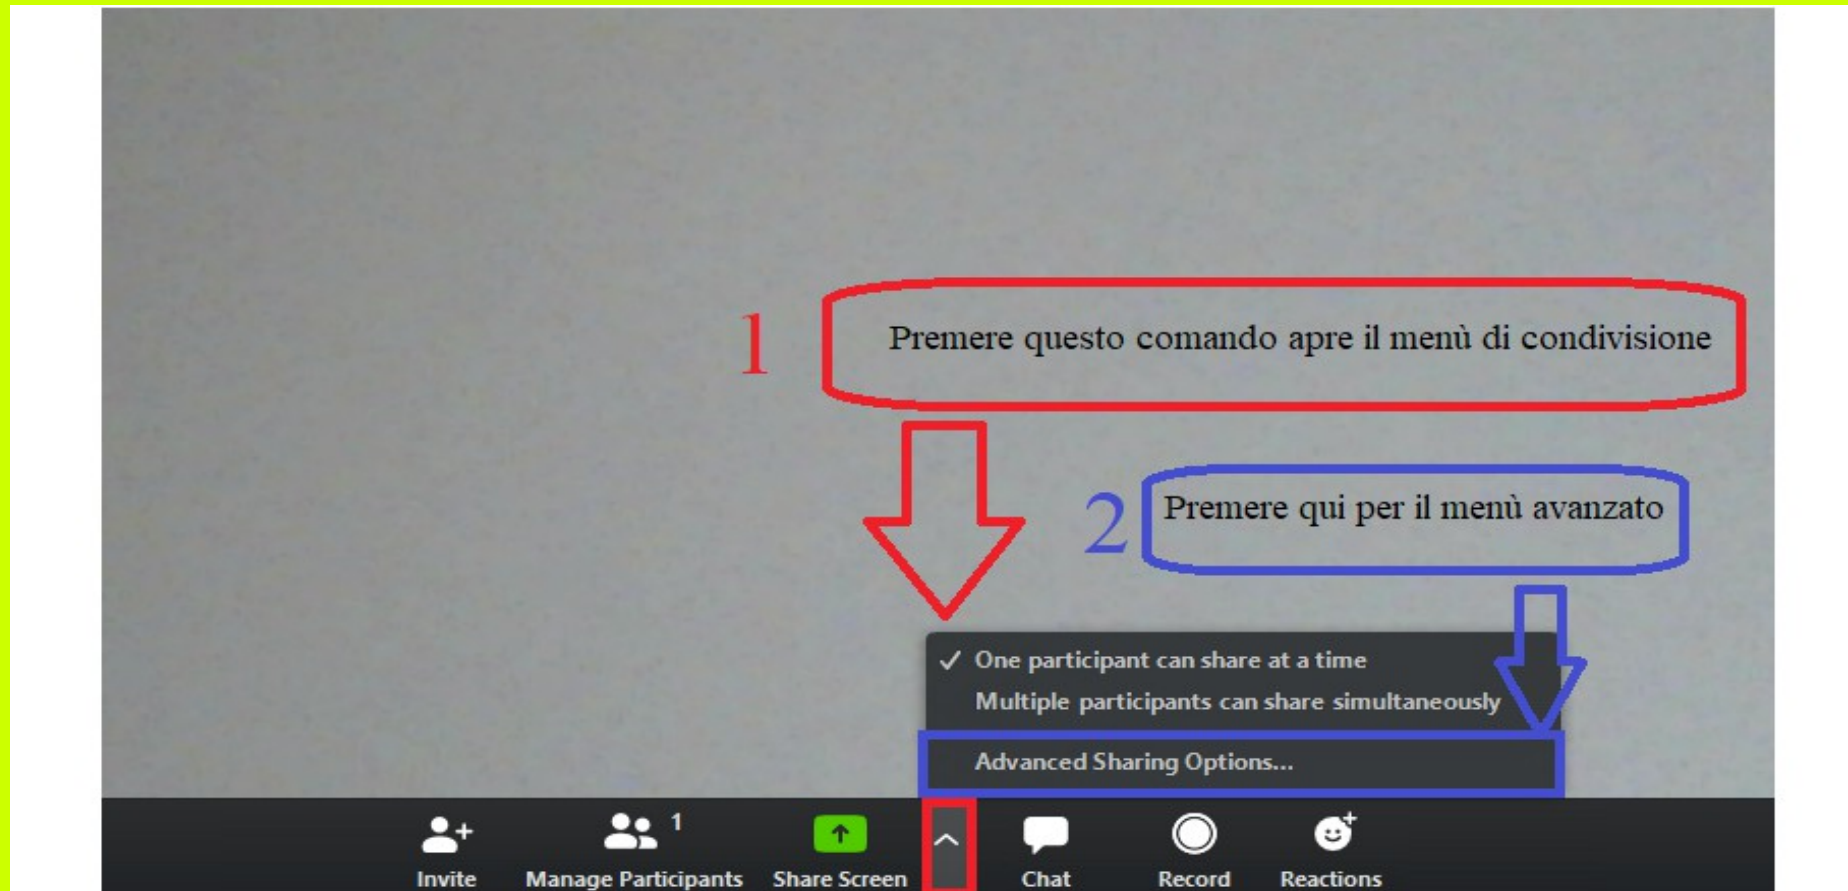 1
Premere questo comando apre il menù di condivisione
2
Premere qui per il menù avanzato
One participant can share at a time
Multiple participants can share simultaneously
Advanced Sharing Options...
1
Invite
Manage Participants
Share Screen
Chat
Record
Reactions